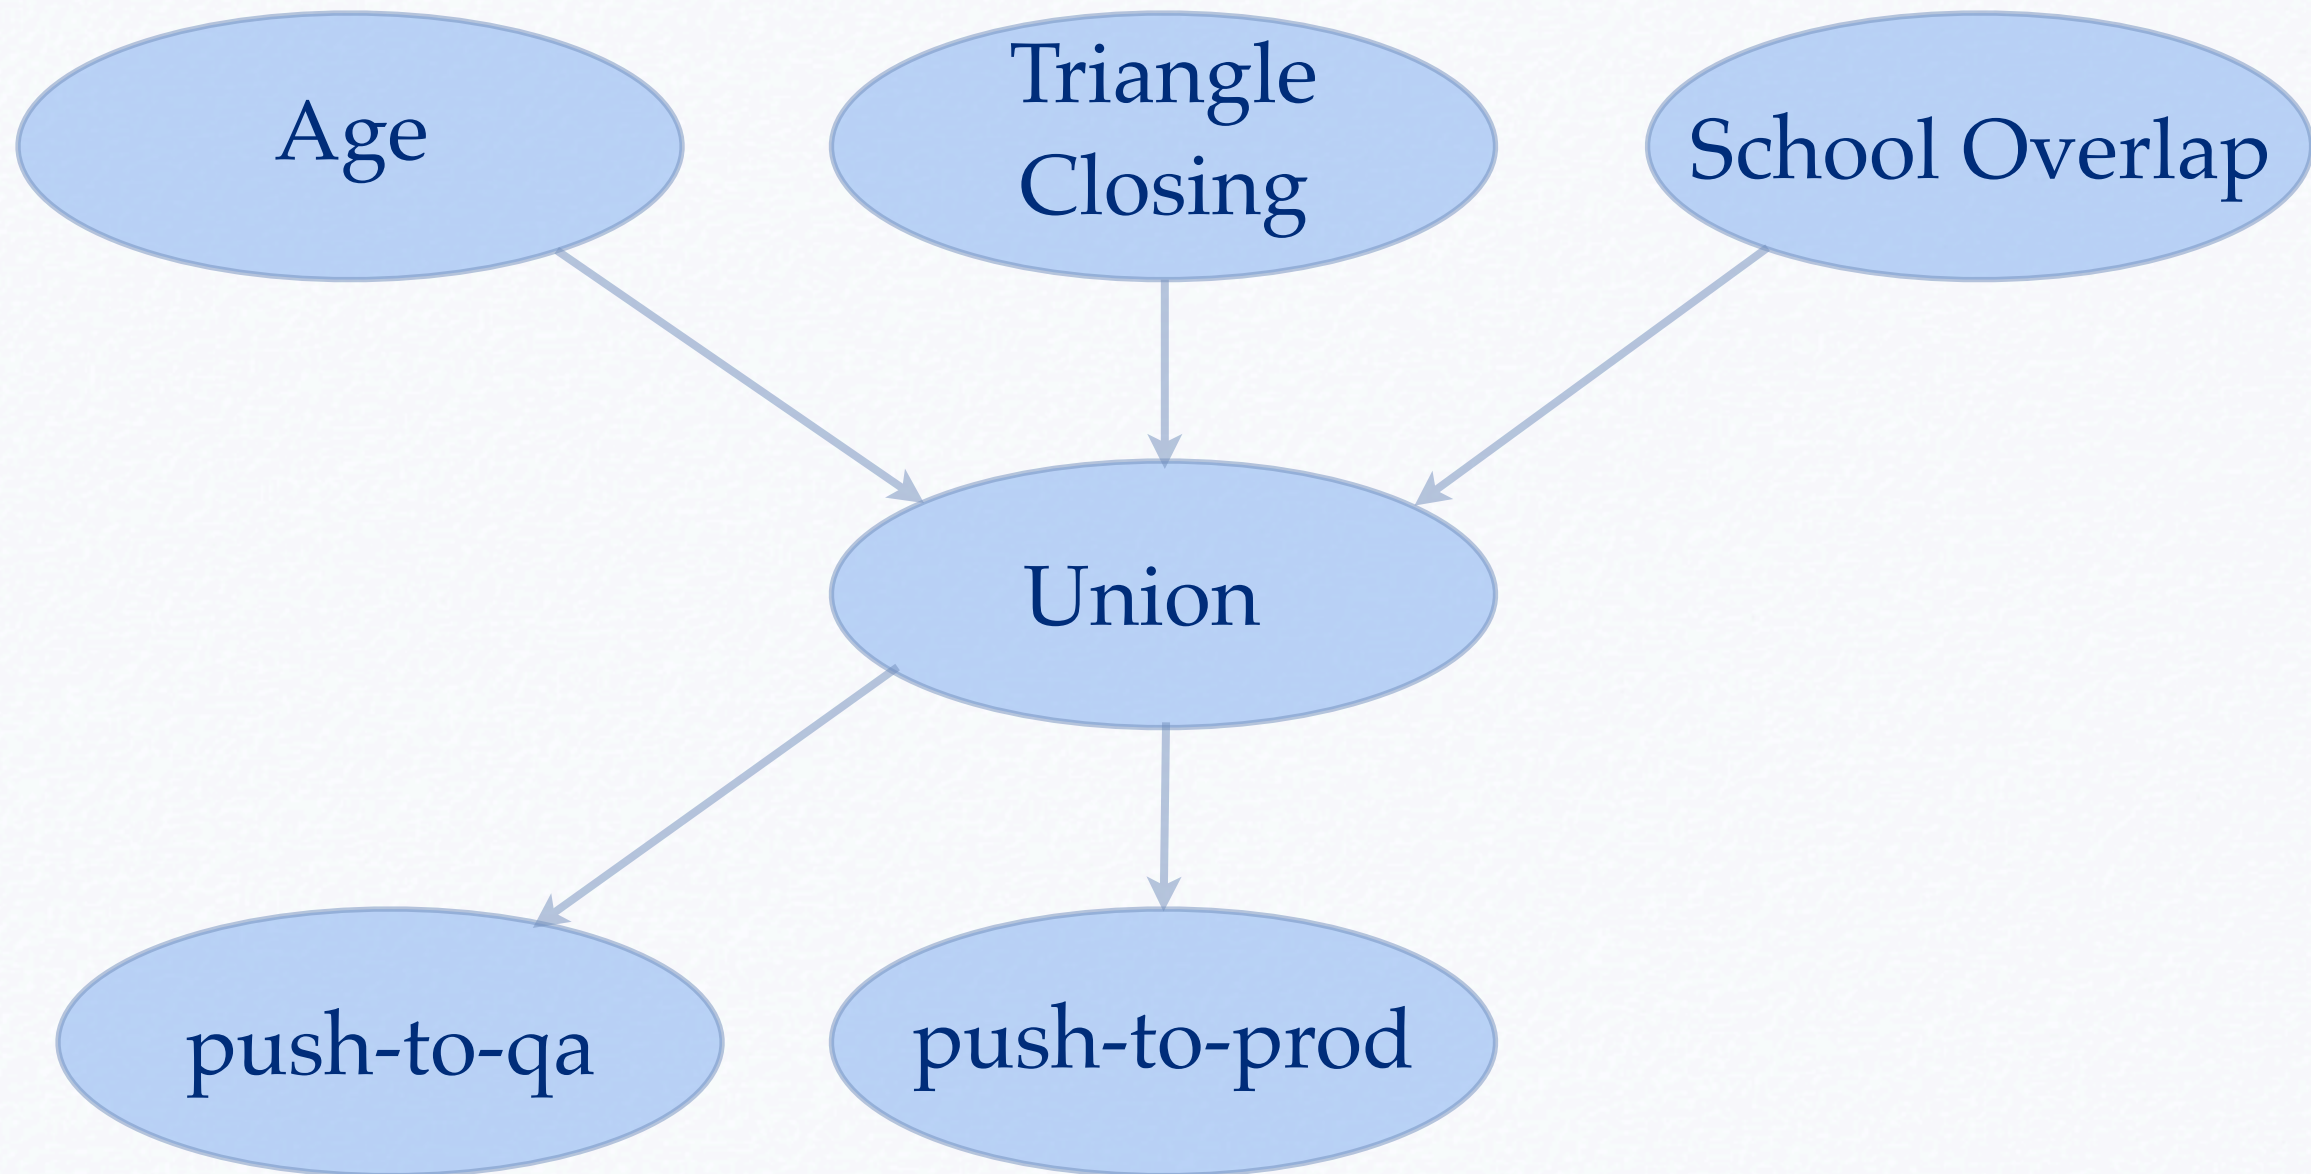 Age
Triangle
Closing
School Overlap
Union
push-to-qa
push-to-prod